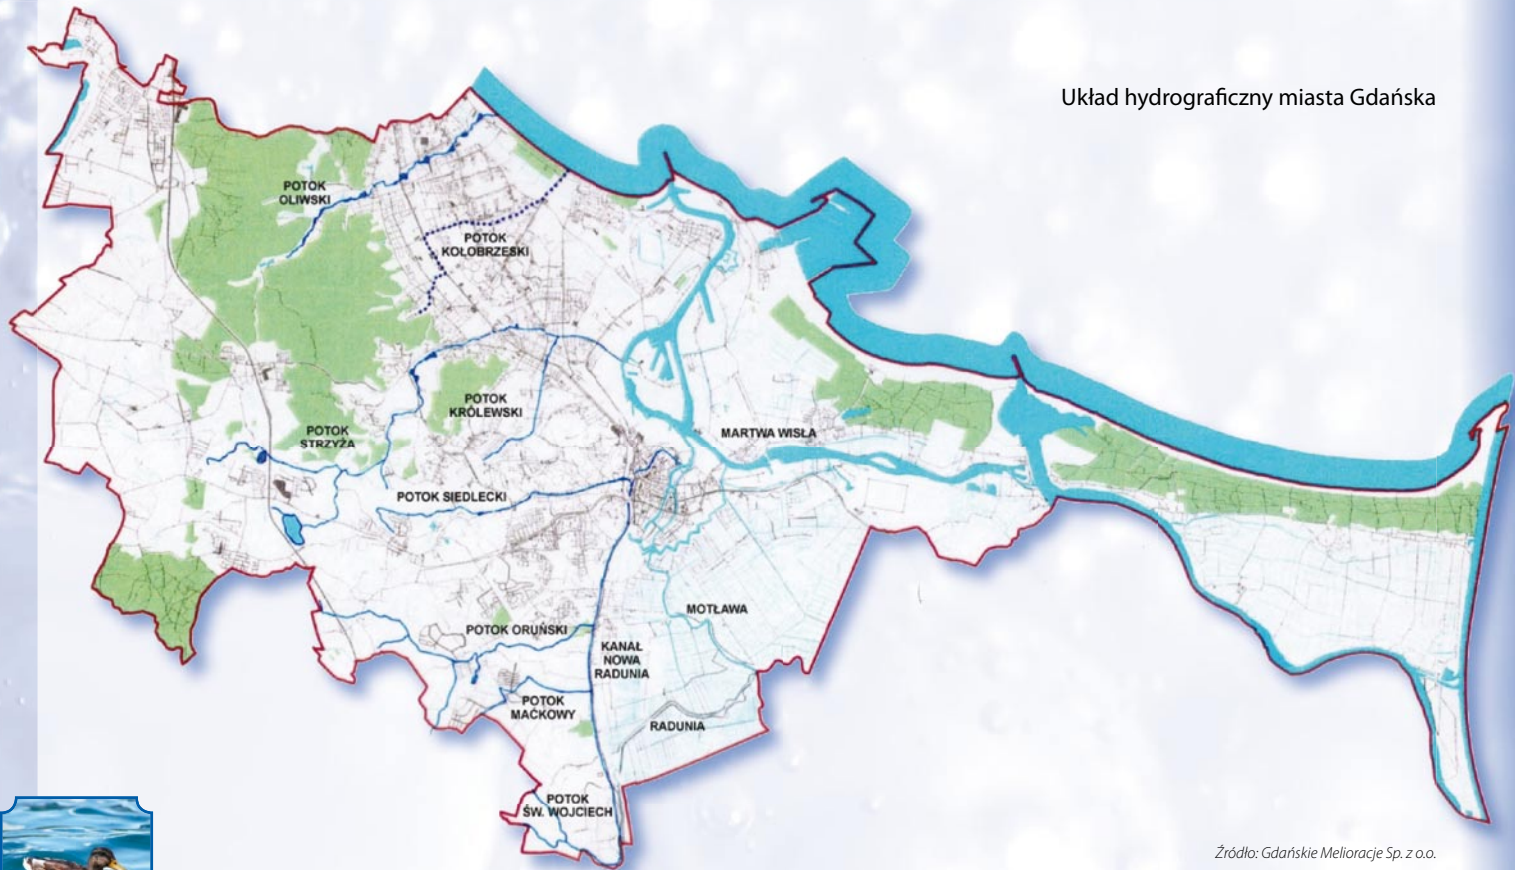 Układ hydrograficzny miasta Gdańska
POTOK
OLIWSKI
POTOK
KOŁOBRZESKI
POTOK
KRÓLEWSKI
POTOK
STRZYŻA
MARTWA WISŁA
POTOK SIEDLECKI
MOTŁAWA
POTOK ORUŃSKI
KANAŁ
NOWA
RADUNIA
POTOK
MAĆKOWY
RADUNIA
POTOK
ŚW. WOJCIECH
Źródło: Gdańskie Melioracje Sp. z o.o.